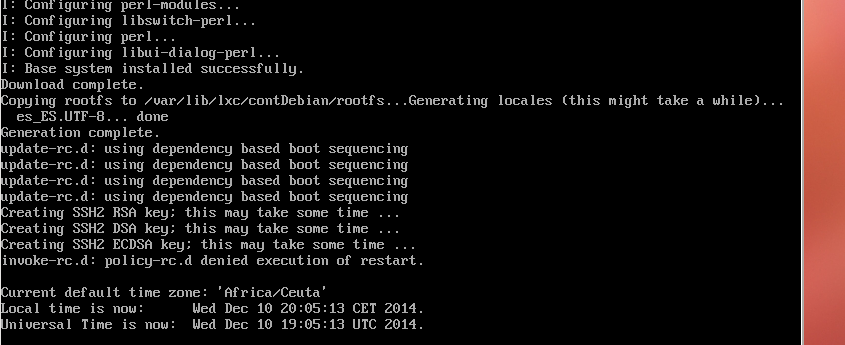 I: Configuring perl-modules...
I: Configuring libswitch-perl...
I: Configuring perl...
I: Configuring libui-dialog-perl...
I: Base system installed successfully.
Download complete.
Copying rootfs to /var/lib/lxc/contDebian/rootfs...Generating locales (this might take a while)...
  es_ES.UTF-8... done
Generation complete.
update-rc.d: using dependency based boot sequencing
update-rc.d: using dependency based boot sequencing
update-rc.d: using dependency based boot sequencing
update-rc.d: using dependency based boot sequencing
Creating SSH2 RSA key; this may take some time ...
Creating SSH2 DSA key; this may take some time ...
Creating SSH2 ECDSA key; this may take some time ...
invoke-rc.d: policy-rc.d denied execution of restart.

Current default time zone: 'Africa/Ceuta'
Local time is now:      Wed Dec 10 20:05:13 CET 2014.
Universal Time is now:  Wed Dec 10 19:05:13 UTC 2014.